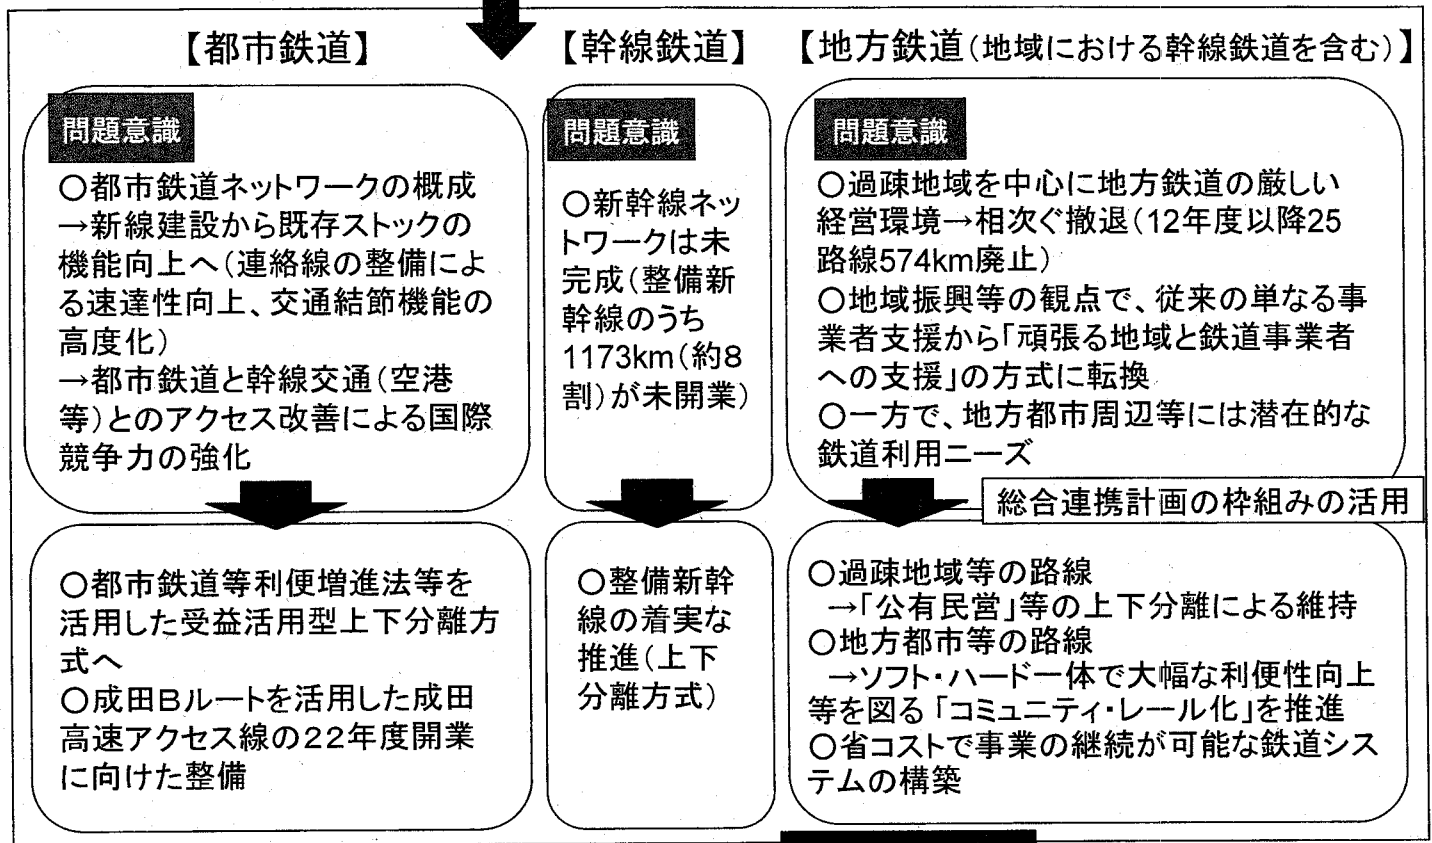 【都市鉄道】
問題意識
○都市鉄道ネットワークの概成
→新線建設から既存ストックの
機能向上へ(連絡線の整備によ
る速達性向上、交通結節機能の
高度化)
→都市鉄道と幹線交通(空港
等)とのアクセス改善による国際
競争力の強化
○都市鉄道等利便増進法等を
活用した受益活用型上下分離方
式へ
○成田Bルートを活用した成田
高速アクセス線の22年度開業
に向けた整備
【幹線鉄道】
問題意識
○新幹線ネッ
トワークは未
完成(整備新
幹線のうち
1173km(約8
割)が未開業)
○整備新幹
線の着実な
推進(上下
分離方式)
【地方鉄道(地域における幹線鉄道を含む)】
問題意識
○過疎地域を中心に地方鉄道の厳しい
経営環境→相次ぐ撤退(12年度以降25
路線574km廃止)
○地域振興等の観点で、従来の単なる事
業者支援から「頑張る地域と鉄道事業者
への支援」の方式に転換
○一方で、地方都市周辺等には潜在的な
鉄道利用ニーズ
総合連携計画の枠組みの活用
○過疎地域等の路線
→「公有民営」等の上下分離による維持
○地方都市等の路線
→ソフト・ハード一体で大幅な利便性向上
等を図る「コミュニティ・レール化」を推進
○省コストで事業の継続が可能な鉄道シス
テムの構築